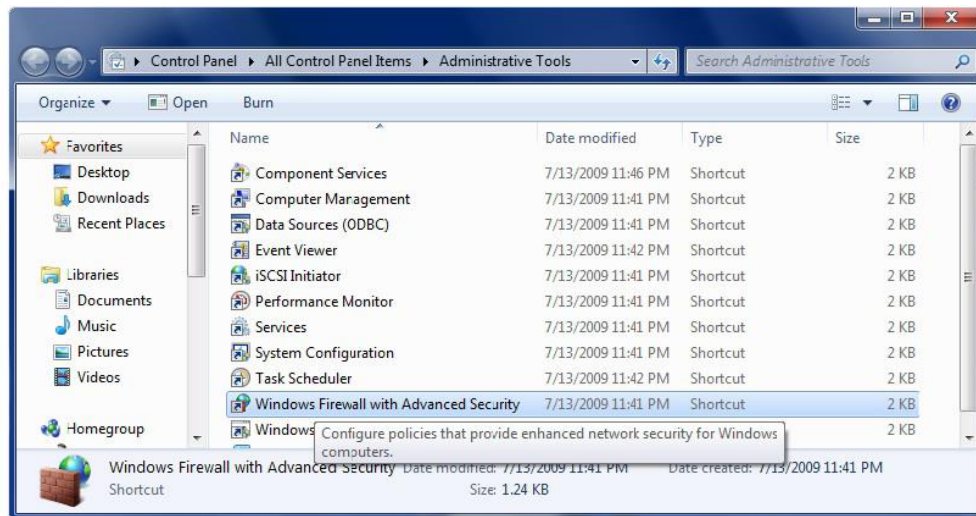 Control Panel ▸ All Control Panel Items ▸ Administrative Tools
Search Administrative Tools
Organize Open Burn
Name Date modified Type Size
Favorites
Desktop
Downloads
Recent Places
Libraries
Documents
Music
Pictures
Videos
Homegroup
Component Services 7/13/2009 11:46 PM Shortcut 2 KB
Computer Management 7/13/2009 11:41 PM Shortcut 2 KB
Data Sources (ODBC) 7/13/2009 11:41 PM Shortcut 2 KB
Event Viewer 7/13/2009 11:42 PM Shortcut 2 KB
iSCSI Initiator 7/13/2009 11:41 PM Shortcut 2 KB
Performance Monitor 7/13/2009 11:41 PM Shortcut 2 KB
Services 7/13/2009 11:41 PM Shortcut 2 KB
System Configuration 7/13/2009 11:41 PM Shortcut 2 KB
Task Scheduler 7/13/2009 11:42 PM Shortcut 2 KB
Windows Firewall with Advanced Security 7/13/2009 11:41 PM Shortcut 2 KB
Windows 2 KB
Configure policies that provide enhanced network security for Windows
computers.
Windows Firewall with Advanced Security Date modified: 7/13/2009 11:41 PM Date created: 7/13/2009 11:41 PM
Shortcut Size: 1.24 KB